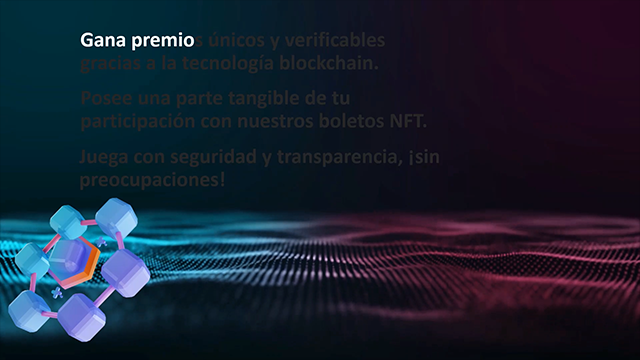 Gana premios únicos y verificables
gracias a la tecnología blockchain.
Posee una parte tangible de tu
participación con nuestros boletos NFT.
Juega con seguridad y transparencia, ¡sin
preocupaciones!